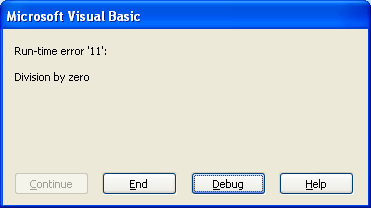 Microsoft Visual Basic
Run-time error '11':
Division by zero
Continue End Debug Help